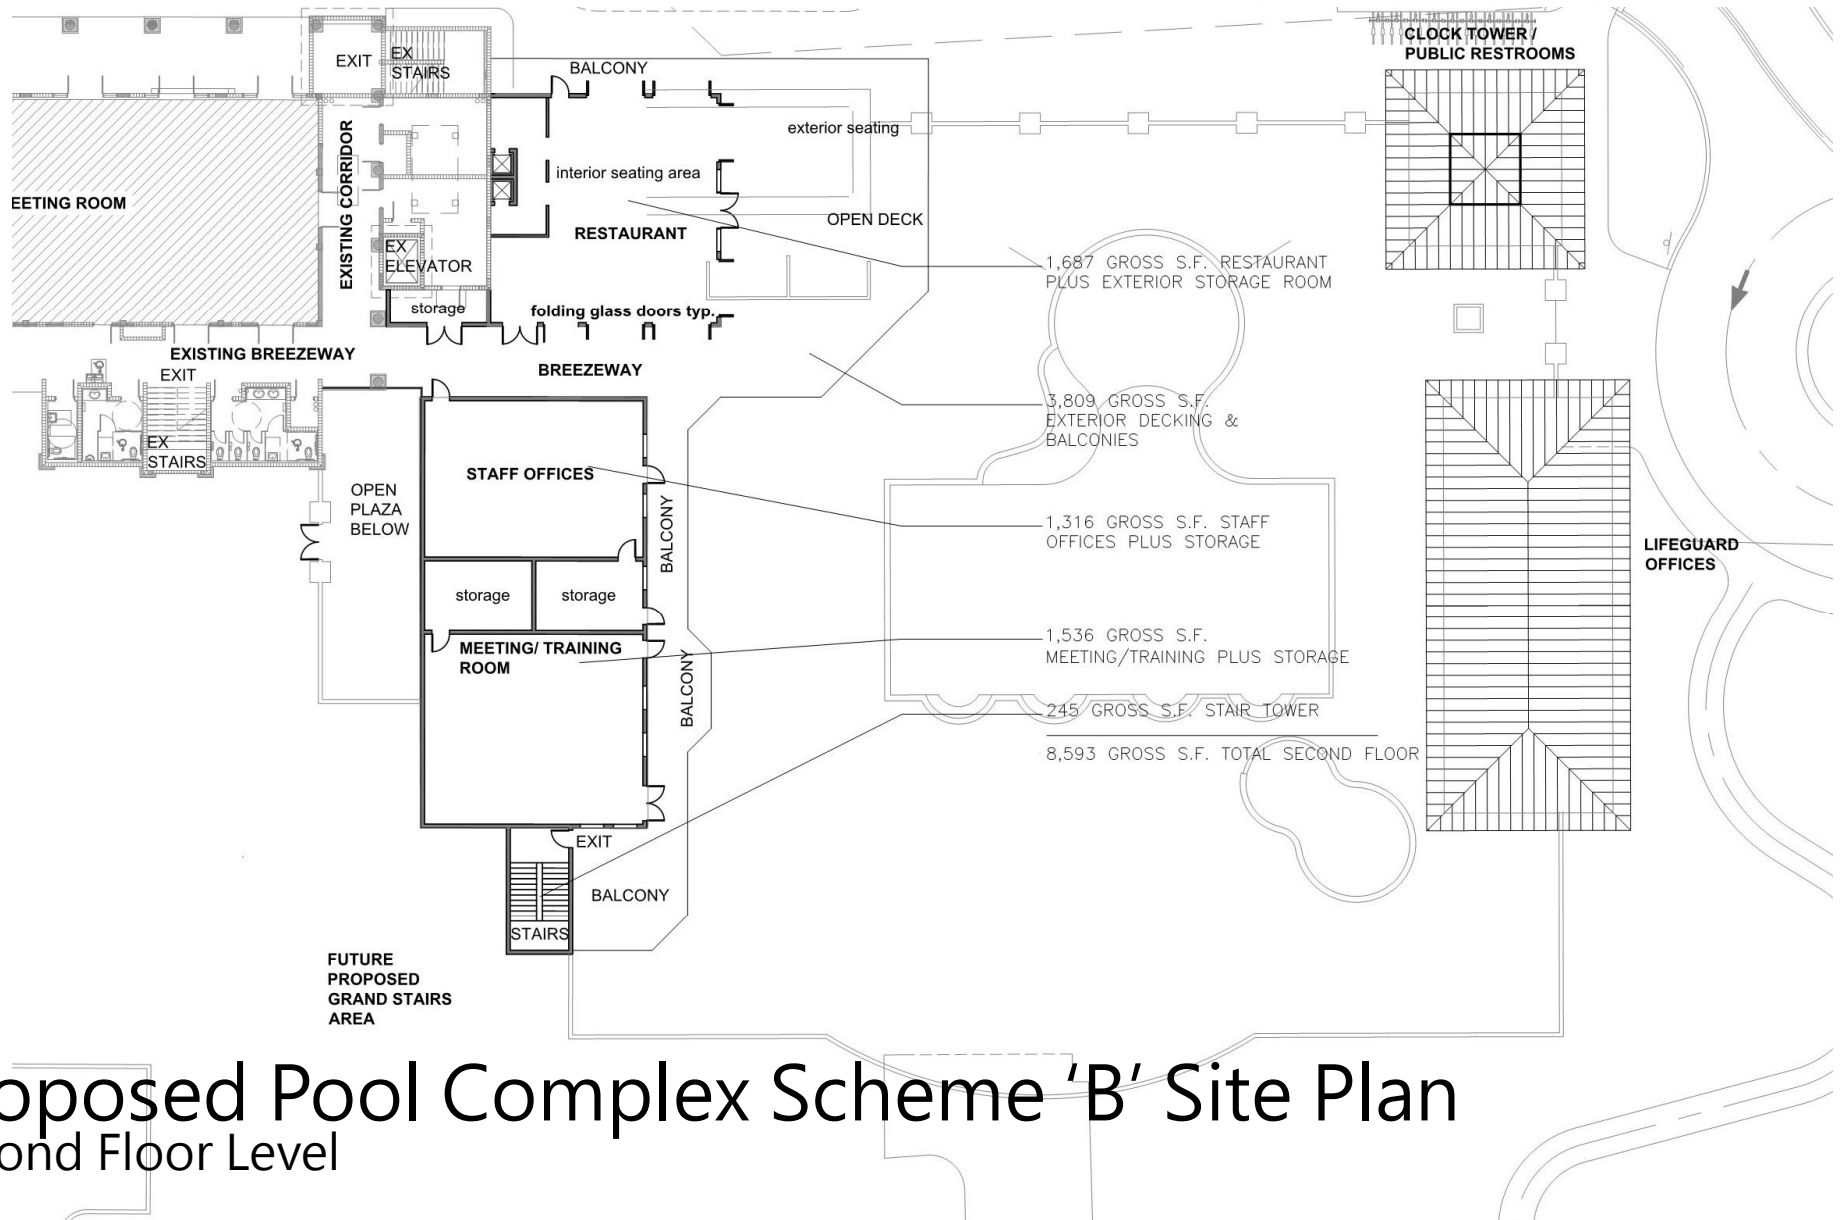 CLOCK TOWER /
PUBLIC RESTROOMS
EXIT
EX
STAIRS
BALCONY
exterior seating
EXISTING CORRIDOR
interior seating area
EETING ROOM
OPEN DECK
RESTAURANT
EX
ELEVATOR
1,687 GROSS S.F. RESTAURANT
PLUS EXTERIOR STORAGE ROOM
storage
folding glass doors typ.
EXISTING BREEZEWAY
EXIT
BREEZEWAY
3,809 GROSS S.F.
EXTERIOR DECKING &
BALCONIES
EX
STAIRS
STAFF OFFICES
OPEN
PLAZA
BELOW
BALCONY
1,316 GROSS S.F. STAFF
OFFICES PLUS STORAGE
LIFEGUARD
OFFICES
storage
storage
MEETING/ TRAINING
ROOM
1,536 GROSS S.F.
MEETING/TRAINING PLUS STORAGE
BALCONY
245 GROSS S.F. STAIR TOWER
8,593 GROSS S.F. TOTAL SECOND FLOOR
EXIT
BALCONY
STAIRS
FUTURE
PROPOSED
GRAND STAIRS
AREA
oposed Pool Complex Scheme ‘B’ Site Plan
ond Floor Level